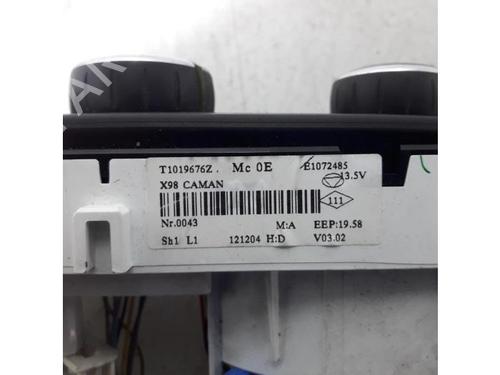 T1019676Z. Mc 0E E1072485
X98 CAMAN 13.5V
111
Nr.0043 M:A EEP:19.58
Sh1 L1 121204 H:D V03.02